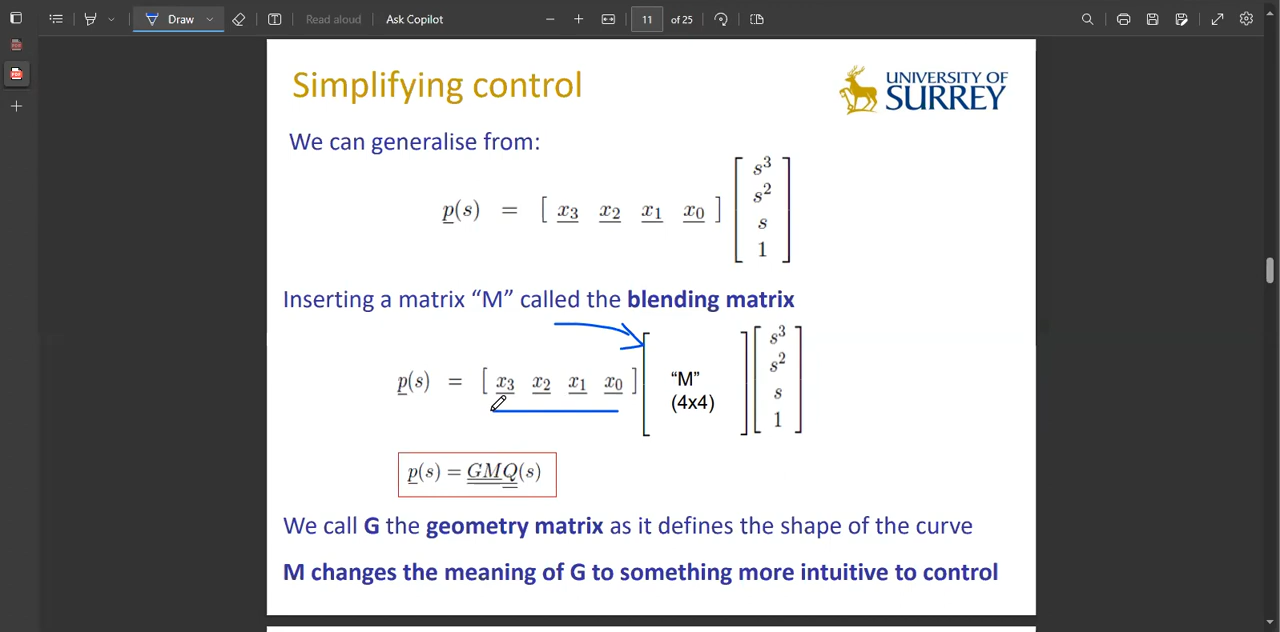 Draw
Read aloud
Ask Copilot
11 of 25
Simplifying control
UNIVERSITY OF
SURREY
We can generalise from:
p(s) = [ x₃ x₂ x₁ x₀ ] [ s³ s² s 1 ]
Inserting a matrix “M” called the blending matrix
p(s) = [ x₃ x₂ x₁ x₀ ] [ “M” (4x4) ] [ s³ s² s 1 ]
p(s) = GMQ(s)
We call G the geometry matrix as it defines the shape of the curve
M changes the meaning of G to something more intuitive to control